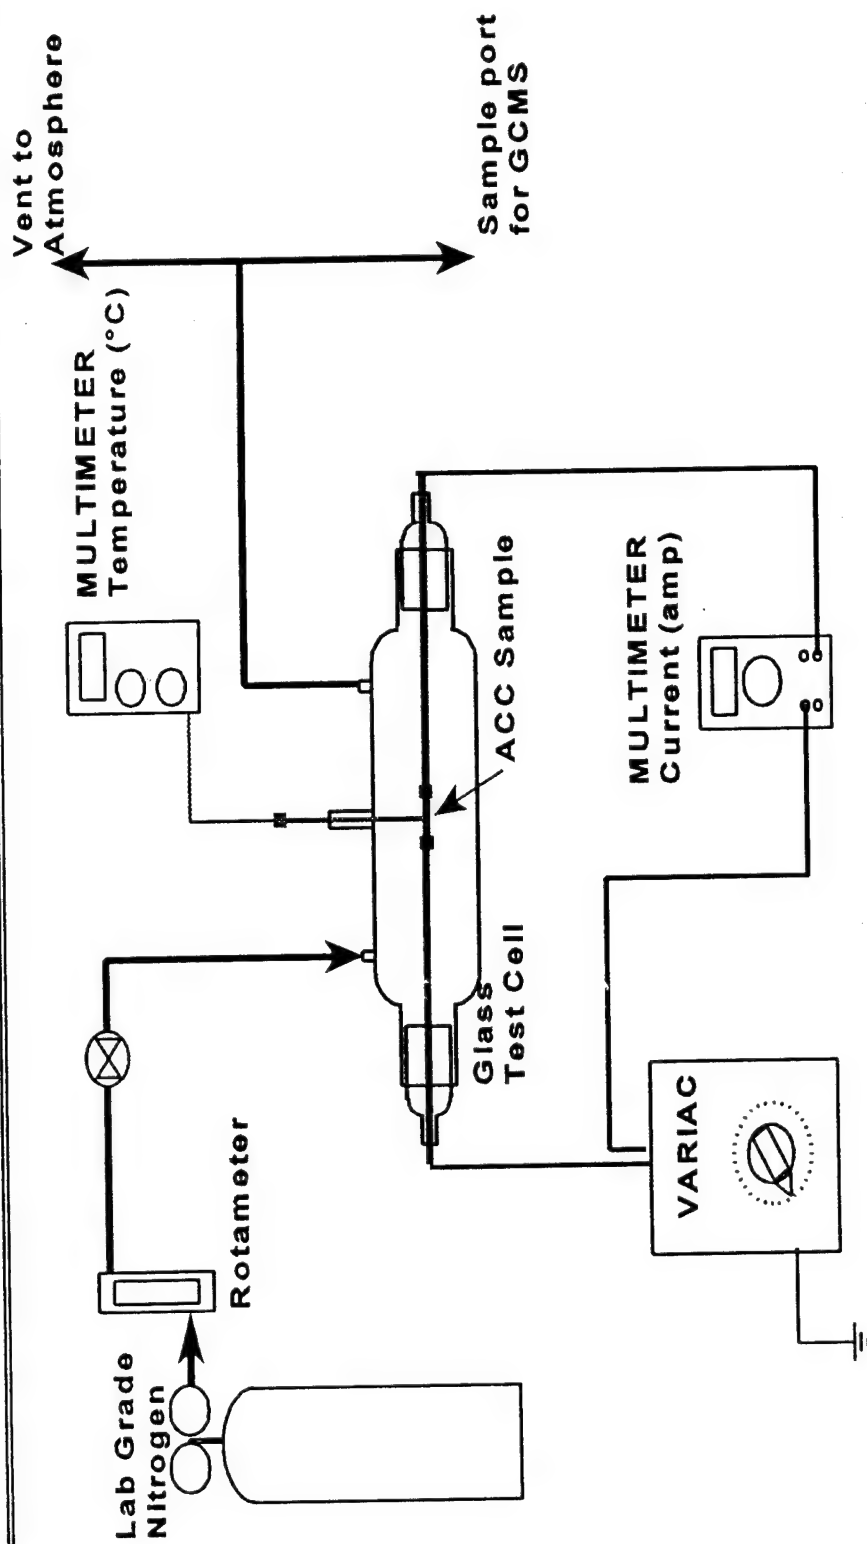 Lab Grade
Nitrogen
Rotameter
MULTIMETER
Temperature (°C)
Vent to
Atmosphere
Sample port
for GCMS
Glass
Test Cell
ACC Sample
VARIAC
MULTIMETER
Current (amp)